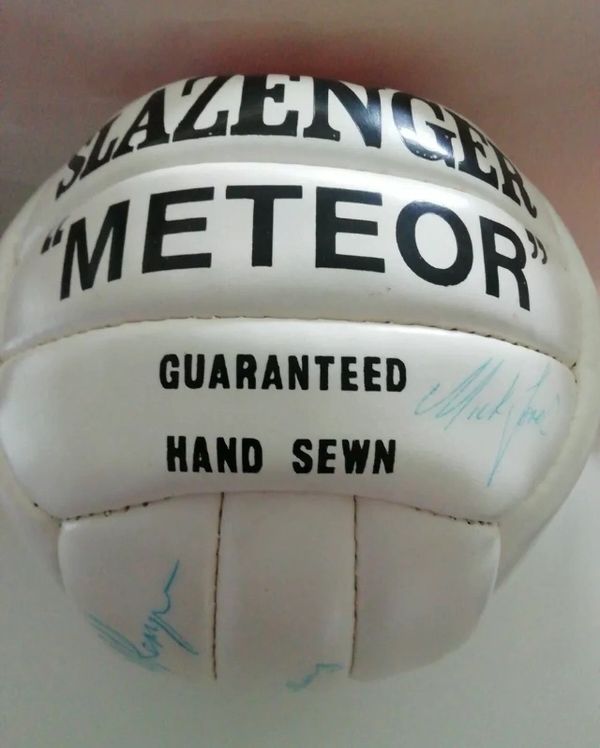 SLAZENGER
"METEOR"
GUARANTEED
HAND SEWN